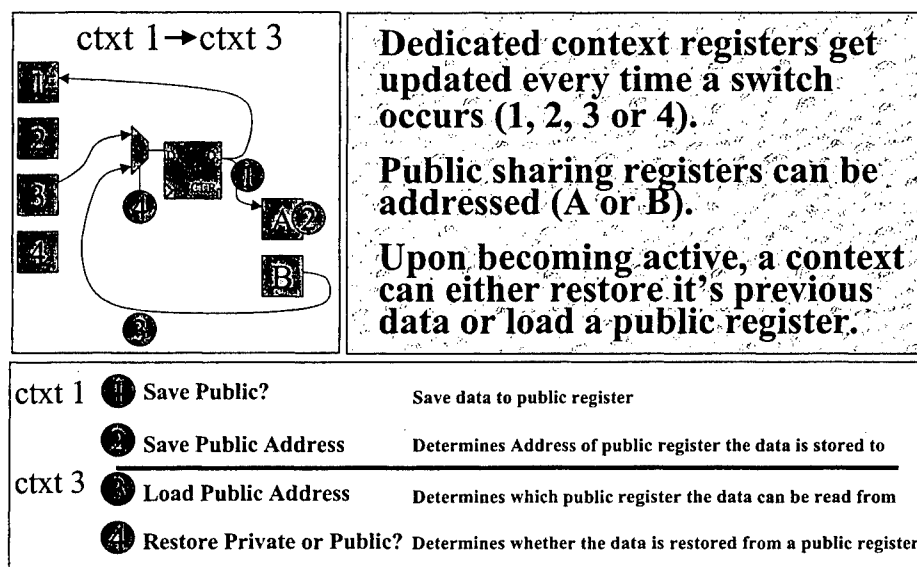 ctxt 1→ctxt 3
1
2
3
4
4
1
A 2
B
3
Dedicated context registers get
updated every time a switch
occurs (1, 2, 3 or 4).
Public sharing registers can be
addressed (A or B).
Upon becoming active, a context
can either restore it's previous
data or load a public register.
ctxt 1 1 Save Public? Save data to public register
2 Save Public Address Determines Address of public register the data is stored to
ctxt 3 3 Load Public Address Determines which public register the data can be read from
4 Restore Private or Public? Determines whether the data is restored from a public register